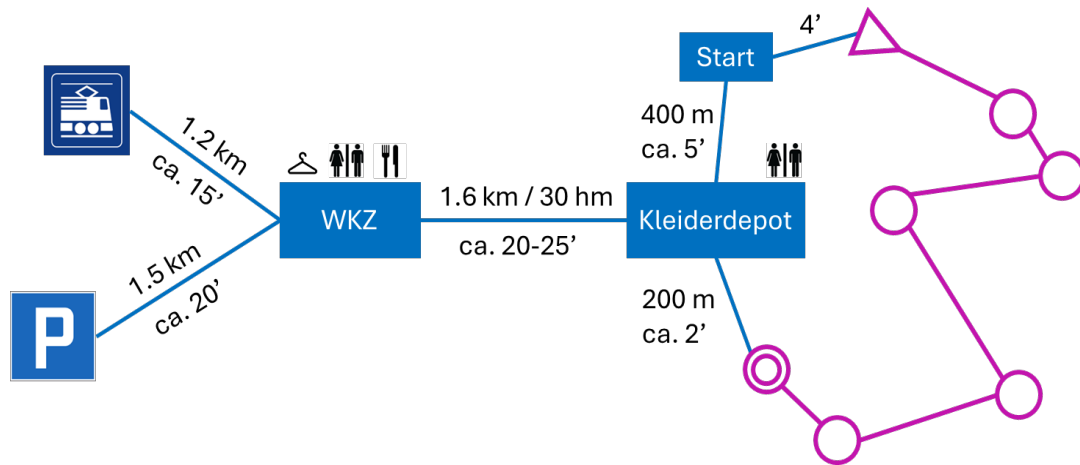 4’
Start
400 m
ca. 5’
1.2 km
ca. 15’
WKZ
1.6 km / 30 hm
ca. 20-25’
Kleiderdepot
1.5 km
ca. 20’
P
200 m
ca. 2’